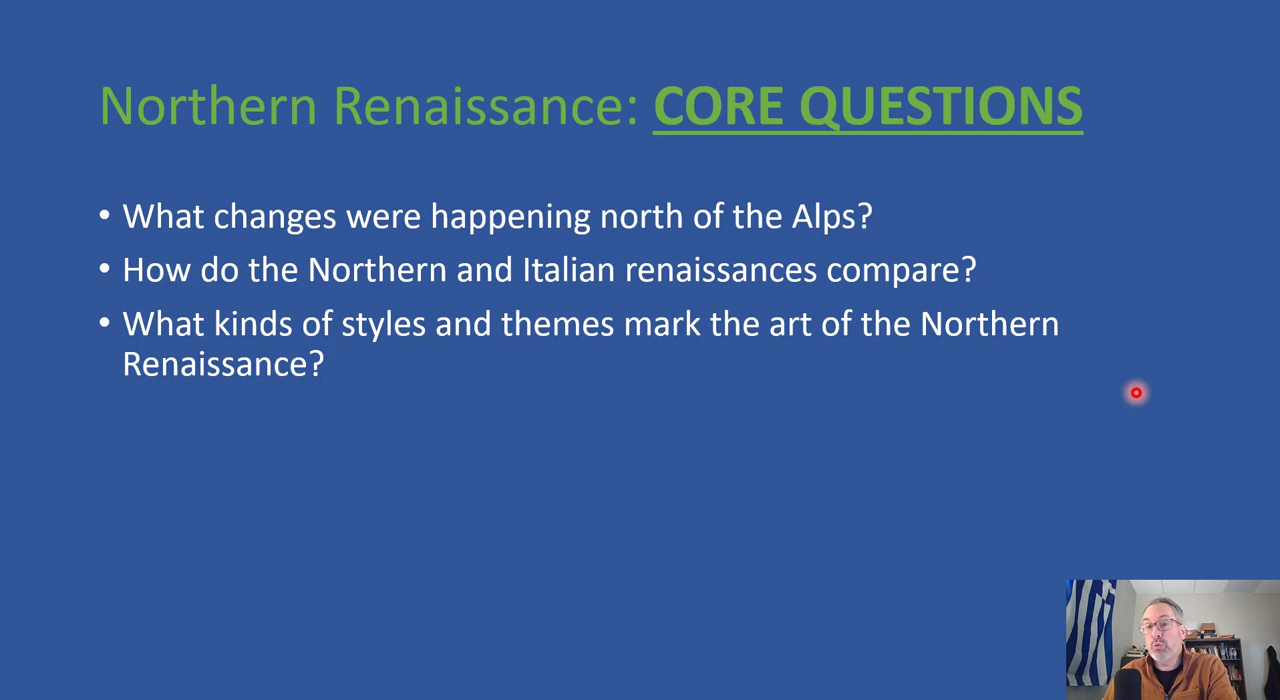 Northern Renaissance: CORE QUESTIONS
• What changes were happening north of the Alps?
• How do the Northern and Italian renaissances compare?
• What kinds of styles and themes mark the art of the Northern
Renaissance?